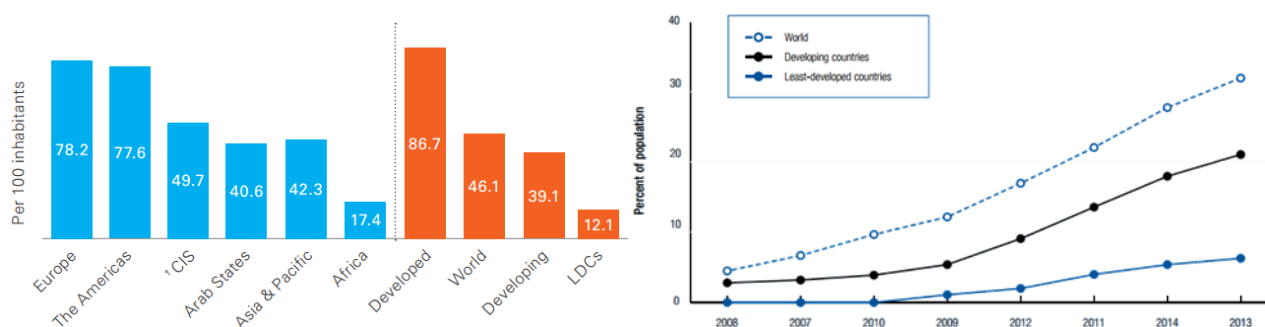 Per 100 inhabitants
78.2
77.6
49.7
40.6
42.3
17.4
86.7
46.1
39.1
12.1
Europe
The Americas
†CIS
Arab States
Asia & Pacific
Africa
Developed
World
Developing
LDCs
Percent of population
40
30
20
10
0
World
Developing countries
Least-developed countries
2008
2007
2010
2009
2012
2011
2014
2013